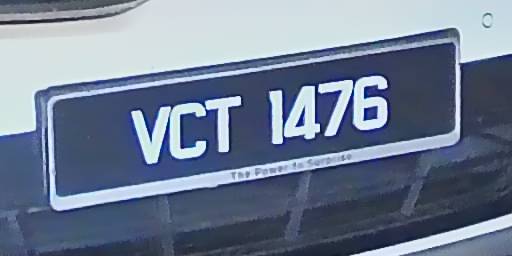 VCT 1476
The Power to Surprise